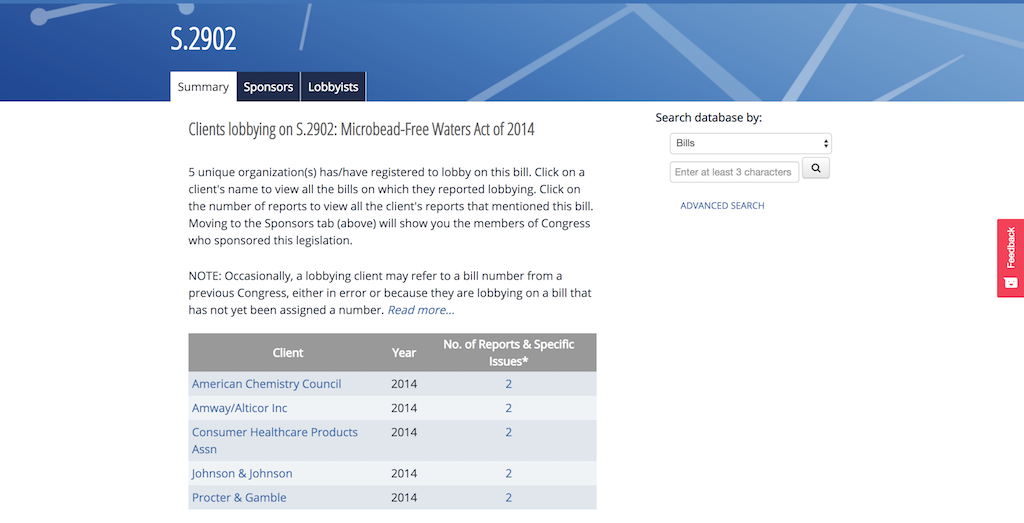 S.2902
Summary Sponsors Lobbyists
Clients lobbying on S.2902: Microbead-Free Waters Act of 2014
5 unique organization(s) has/have registered to lobby on this bill. Click on a
client's name to view all the bills on which they reported lobbying. Click on
the number of reports to view all the client's reports that mentioned this bill.
Moving to the Sponsors tab (above) will show you the members of Congress
who sponsored this legislation.
NOTE: Occasionally, a lobbying client may refer to a bill number from a
previous Congress, either in error or because they are lobbying on a bill that
has not yet been assigned a number. Read more...
Client Year No. of Reports & Specific
Issues*
American Chemistry Council 2014 2
Amway/Alticor Inc 2014 2
Consumer Healthcare Products 2014 2
Assn
Johnson & Johnson 2014 2
Procter & Gamble 2014 2
Search database by:
Bills
Enter at least 3 characters
ADVANCED SEARCH
Feedback